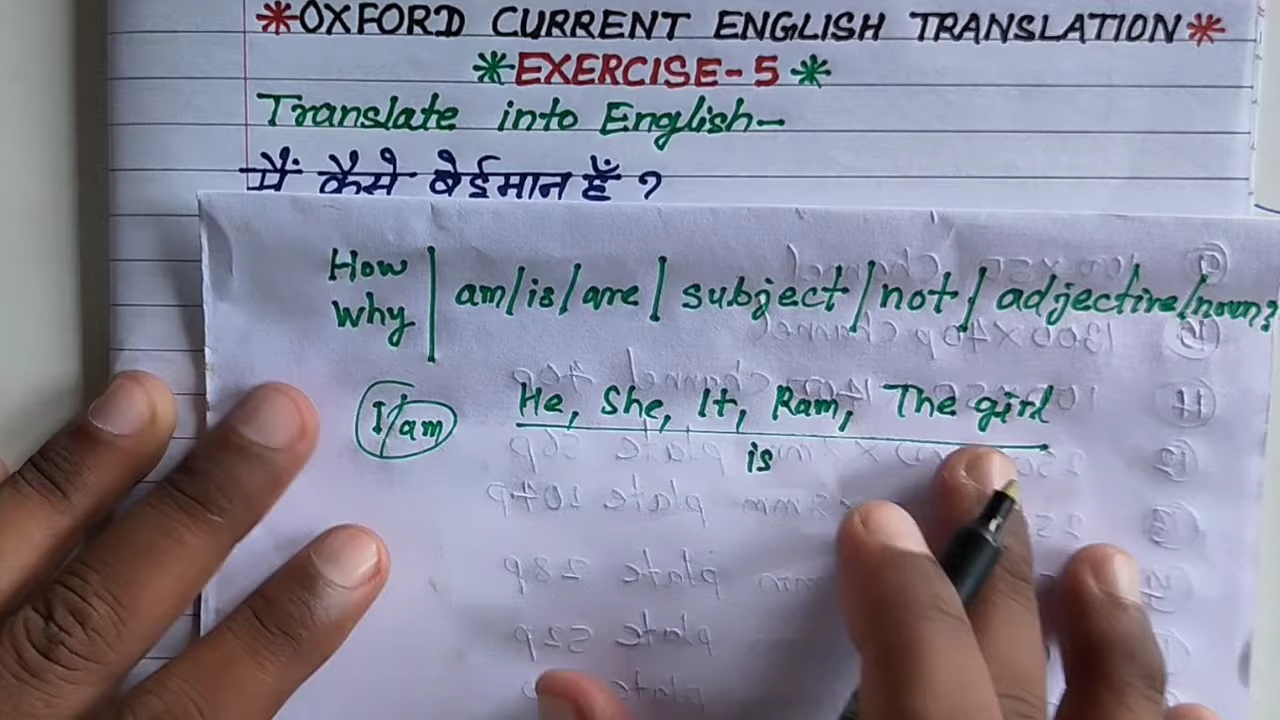 *OXFORD CURRENT ENGLISH TRANSLATION*
*EXERCISE-5*
Translate into English-
मैं कैसे बेईमान हूँ ?
How
Why | am/is/are | subject/not/ adjective/noun?
I/am He, She, It, Ram, The girl
is